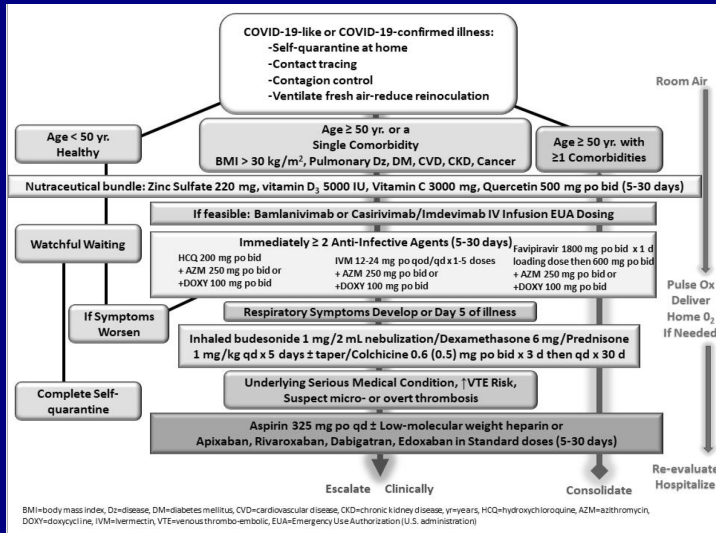 COVID-19-like or COVID-19-confirmed illness:
-Self-quarantine at home
-Contact tracing
-Contagion control
-Ventilate fresh air-reduce reinoculation
Room Air
Age < 50 yr.
Healthy
Age ≥ 50 yr. or a
Single Comorbidity
BMI > 30 kg/m², Pulmonary Dz, DM, CVD, CKD, Cancer
Age ≥ 50 yr. with
≥1 Comorbidities
Nutraceutical bundle: Zinc Sulfate 220 mg, vitamin D₃ 5000 IU, Vitamin C 3000 mg, Quercetin 500 mg po bid (5-30 days)
If feasible: Bamlanivimab or Casirivimab/Imdevimab IV Infusion EUA Dosing
Watchful Waiting
Immediately ≥ 2 Anti-Infective Agents (5-30 days)
HCQ 200 mg po bid
+ AZM 250 mg po bid or
+DOXY 100 mg po bid
IVM 12-24 mg po qod/qd x 1-5 doses
+ AZM 250 mg po bid or
+DOXY 100 mg po bid
Favipiravir 1800 mg po bid x 1 d
loading dose then 600 mg po bid
+ AZM 250 mg po bid or
+DOXY 100 mg po bid
Pulse Ox
Deliver
Home 0₂
If Needed
If Symptoms
Worsen
Respiratory Symptoms Develop or Day 5 of illness
Inhaled budesonide 1 mg/2 mL nebulization/Dexamethasone 6 mg/Prednisone
1 mg/kg qd x 5 days ± taper/Colchicine 0.6 (0.5) mg po bid x 3 d then qd x 30 d
Complete Self-
quarantine
Underlying Serious Medical Condition, ↑VTE Risk,
Suspect micro- or overt thrombosis
Aspirin 325 mg po qd ± Low-molecular weight heparin or
Apixaban, Rivaroxaban, Dabigatran, Edoxaban in Standard doses (5-30 days)
Re-evaluate
Hospitalize
Escalate Clinically
Consolidate
BMI=body mass index, Dz=disease, DM=diabetes mellitus, CVD=cardiovascular disease, CKD=chronic kidney disease, yr=years, HCQ=hydroxychloroquine, AZM=azithromycin,
DOXY=doxycycline, IVM=Ivermectin, VTE=venous thrombo-embolic, EUA=Emergency Use Authorization (U.S. administration)